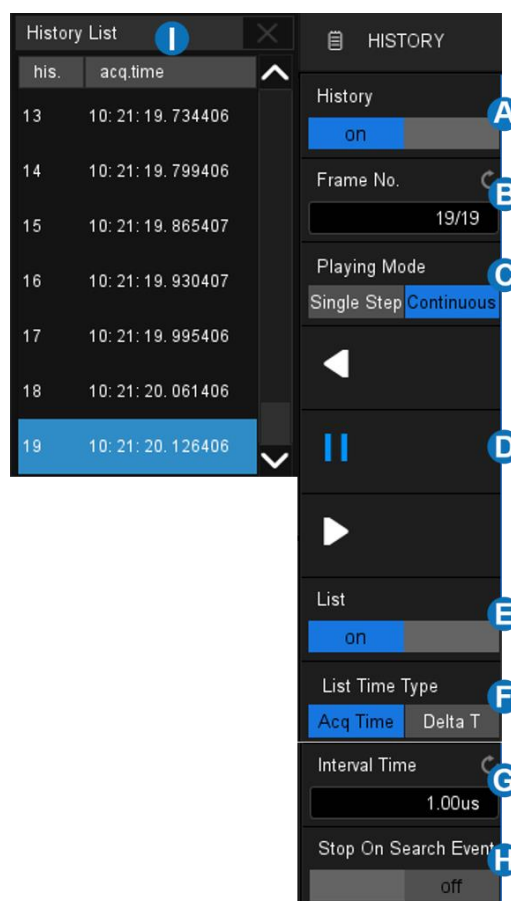 History List
I
his. acq.time
13 10: 21: 19. 734406
14 10: 21: 19. 799406
15 10: 21: 19. 865407
16 10: 21: 19. 930407
17 10: 21: 19. 995406
18 10: 21: 20. 061406
19 10: 21: 20. 126406
HISTORY
History
A
on
Frame No.
B
19/19
Playing Mode
C
Single Step Continuous
D
List
E
on
List Time Type
F
Acq Time Delta T
Interval Time
G
1.00us
Stop On Search Event
H
off